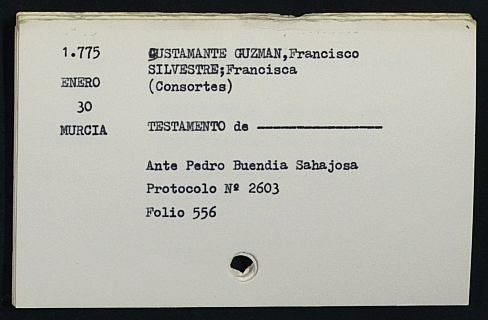 1.775
ENERO
30
MURCIA
BUSTAMANTE GUZMAN,Francisco
SILVESTRE;Francisca
(Consortes)
TESTAMENTO de ——————————
Ante Pedro Buendia Sahajosa
Protocolo Nº 2603
Folio 556